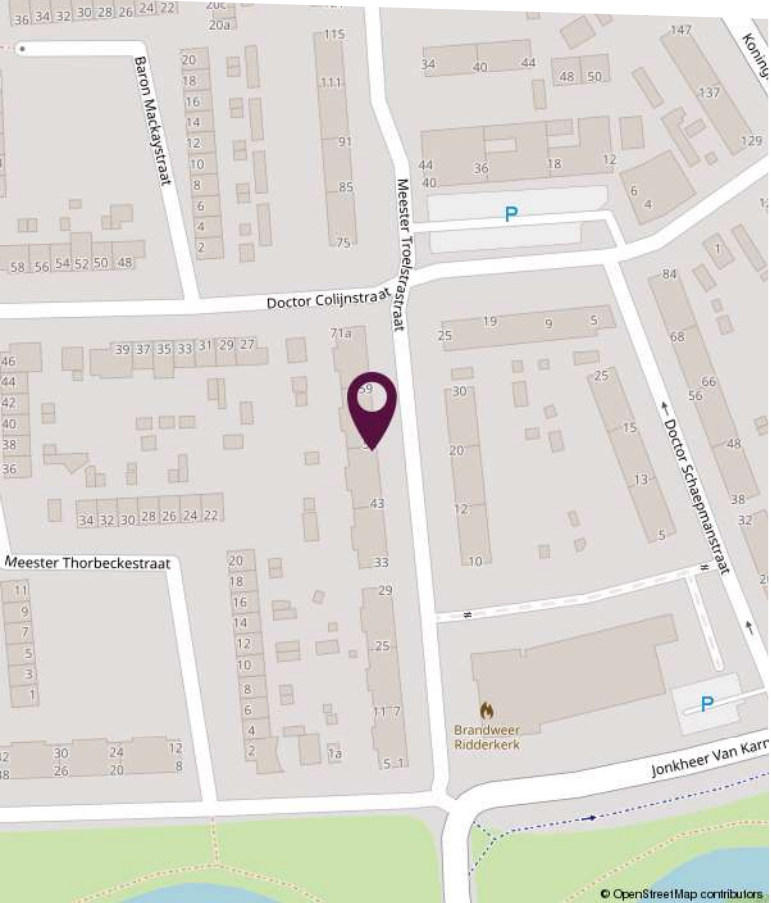 36 34 32 30 28 26 24 22
20a
115
147
Koning
20
18
16
14
12
10
8
6
4
2
Baron Mackaystraat
111
91
85
75
34 40 44
48 50
137
129
44
40
36 18 12
6
4
P
Meester Troelstrastraat
58 56 54 52 50 48
1
84
Doctor Colijnstraat
39 37 35 33 31 29 27
71a
25 19 9 5
68
46
44
42
40
38
36
59
30
20
12
10
25
15
13
5
66
56
48
38
32
43
33
Doctor Schaepmanstraat
34 32 30 28 26 24 22
Meester Thorbeckestraat
11
9
7
5
3
1
20
18
16
14
12
10
8
6
4
2
1a
29
25
11 7
5 1
Brandweer
Ridderkerk
P
30 24 12
26 20 8
Jonkheer Van Karn
© OpenStreetMap contributors